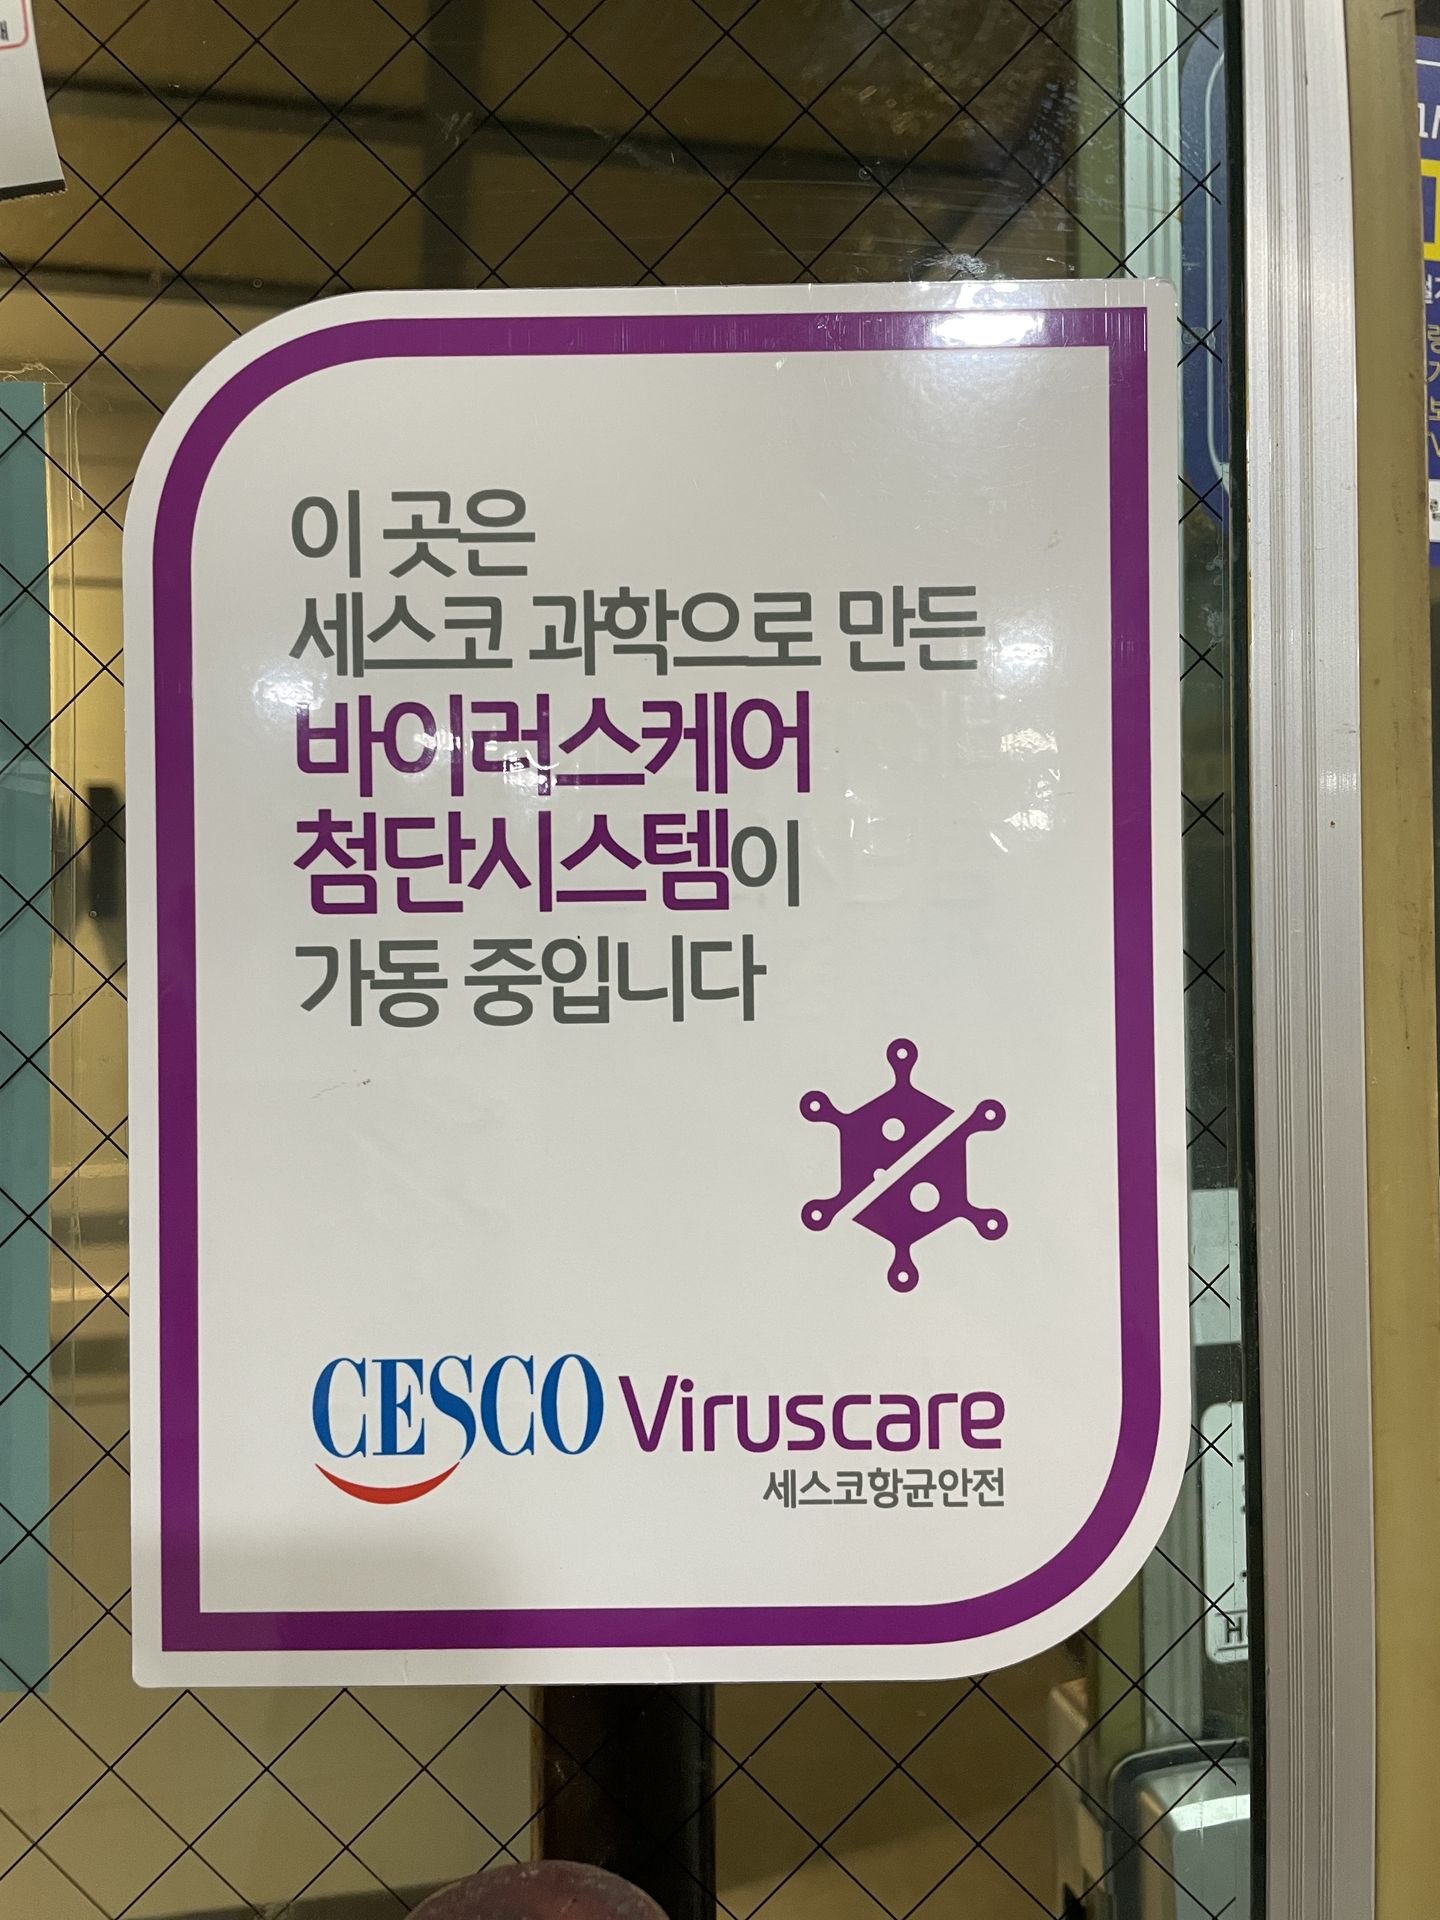 이 곳은
세스코 과학으로 만든
바이러스케어
첨단시스템이
가동 중입니다
CESCO Viruscare
세스코항균안전